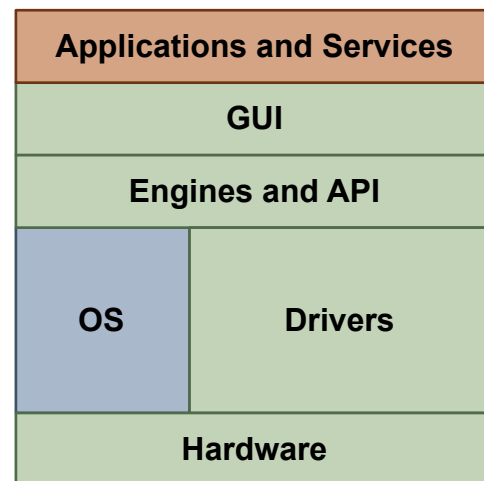 Applications and Services
GUI
Engines and API
OS
Drivers
Hardware